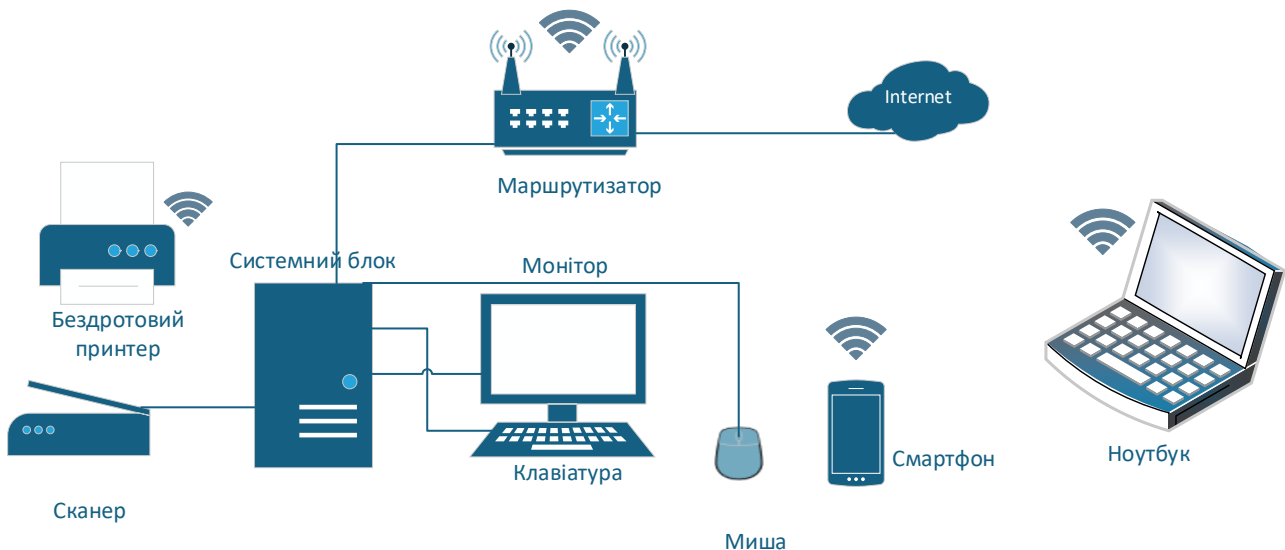 Internet
Маршрутизатор
Системний блок
Монітор
Бездротовий
принтер
Клавіатура
Смартфон
Ноутбук
Сканер
Миша